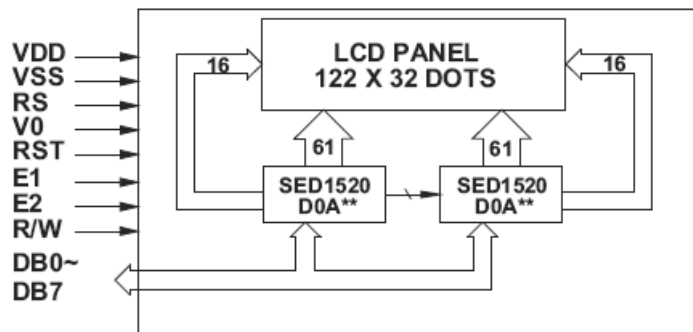 VDD
VSS
RS
V0
RST
E1
E2
R/W
DB0~
DB7
LCD PANEL
122 X 32 DOTS
16
16
61
61
SED1520
D0A**
SED1520
D0A**